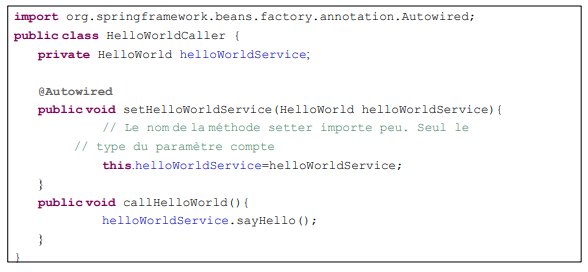 import org.springframework.beans.factory.annotation.Autowired;
public class HelloWorldCaller {
private HelloWorld helloWorldService;
@Autowired
public void setHelloWorldService(HelloWorld helloWorldService){
// Le nom de la méthode setter importe peu. Seul le
// type du paramètre compte
this.helloWorldService=helloWorldService;
}
public void callHelloWorld(){
helloWorldService.sayHello();
}
}